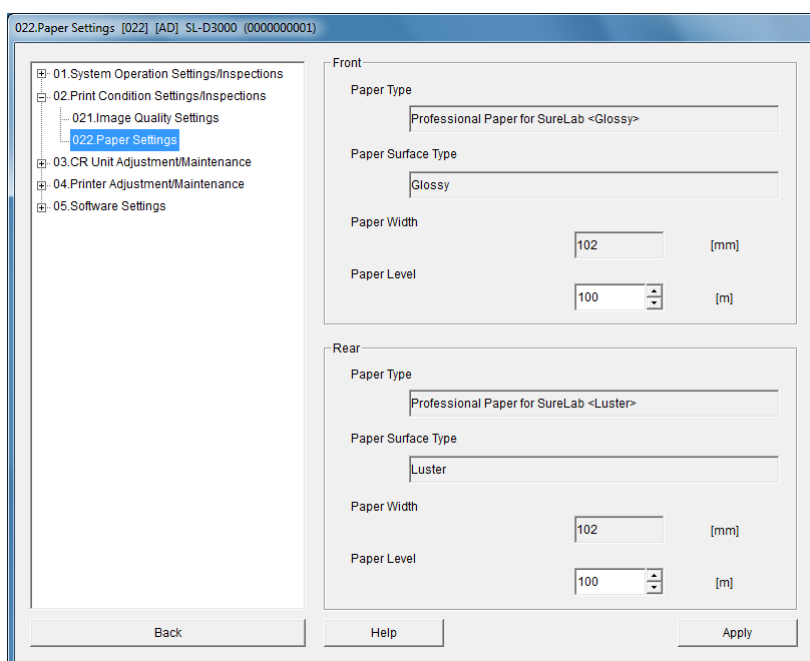 022.Paper Settings [022] [AD] SL-D3000 (0000000001)
01.System Operation Settings/Inspections
02.Print Condition Settings/Inspections
021.Image Quality Settings
022.Paper Settings
03.CR Unit Adjustment/Maintenance
04.Printer Adjustment/Maintenance
05.Software Settings
Front
Paper Type
Professional Paper for SureLab <Glossy>
Paper Surface Type
Glossy
Paper Width
102 [mm]
Paper Level
100 [m]
Rear
Paper Type
Professional Paper for SureLab <Luster>
Paper Surface Type
Luster
Paper Width
102 [mm]
Paper Level
100 [m]
Back Help Apply